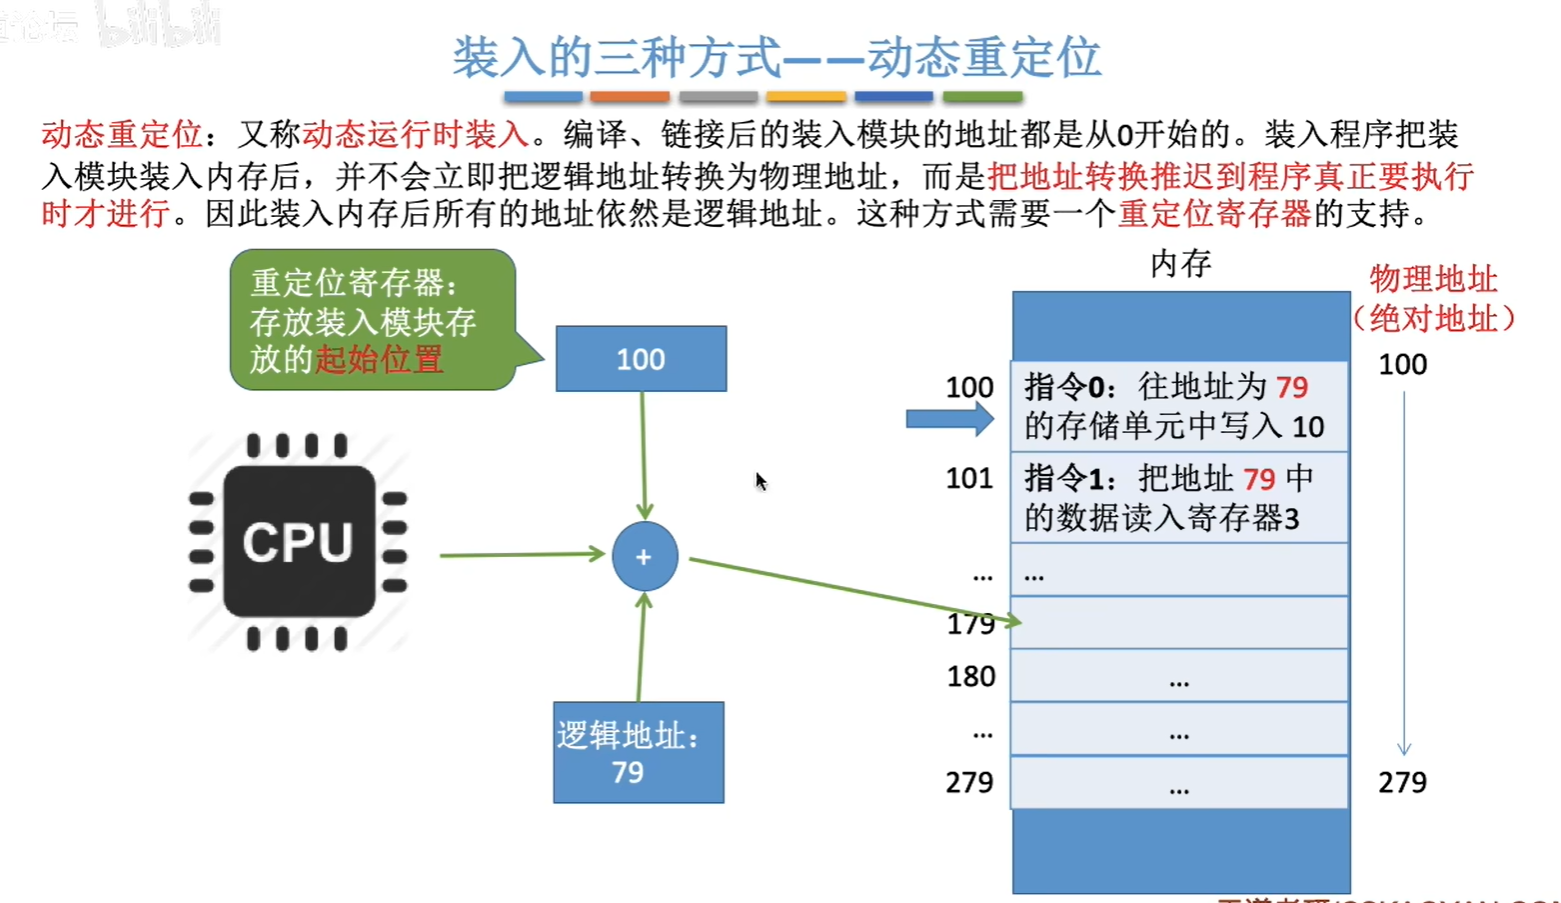 论坛 bilibili
装入的三种方式——动态重定位
动态重定位：又称动态运行时装入。编译、链接后的装入模块的地址都是从0开始的。装入程序把装
入模块装入内存后，并不会立即把逻辑地址转换为物理地址，而是把地址转换推迟到程序真正要执行
时才进行。因此装入内存后所有的地址依然是逻辑地址。这种方式需要一个重定位寄存器的支持。
重定位寄存器：
存放装入模块存
放的起始位置
100
CPU
+
逻辑地址：
79
内存
物理地址
（绝对地址）
100
100
指令0：往地址为 79
的存储单元中写入 10
101
指令1：把地址 79 中
的数据读入寄存器3
...
...
179
180
...
...
...
279
...
279